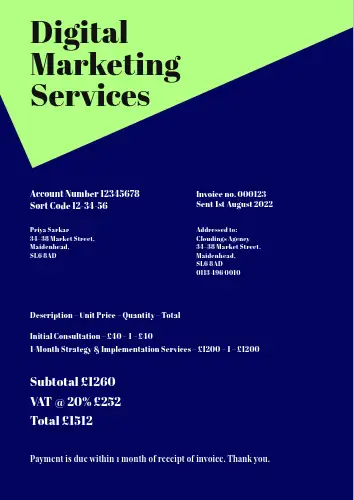 Digital
Marketing
Services
Account Number 12345678
Sort Code 12-34-56
Invoice no. 000123
Sent 1st August 2022
Priya Sarkar
34-38 Market Street,
Maidenhead,
SL6 8AD
Addressed to:
Cloudings Agency
34-38 Market Street,
Maidenhead,
SL6 8AD
0113 496 0010
Description - Unit Price - Quantity - Total
Initial Consultation - £40 - 1 - £40
1 Month Strategy & Implementation Services - £1200 - 1 - £1200
Subtotal £1260
VAT @ 20% £252
Total £1512
Payment is due within 1 month of receipt of invoice. Thank you.